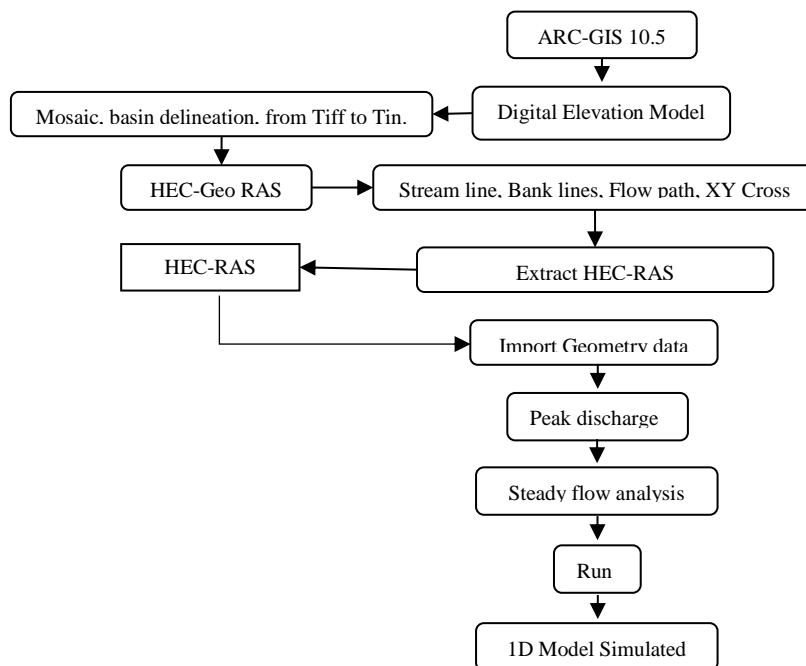 ARC-GIS 10.5
Digital Elevation Model
Mosaic, basin delineation, from Tiff to Tin.
HEC-Geo RAS
Stream line, Bank lines, Flow path, XY Cross
Extract HEC-RAS
HEC-RAS
Import Geometry data
Peak discharge
Steady flow analysis
Run
1D Model Simulated